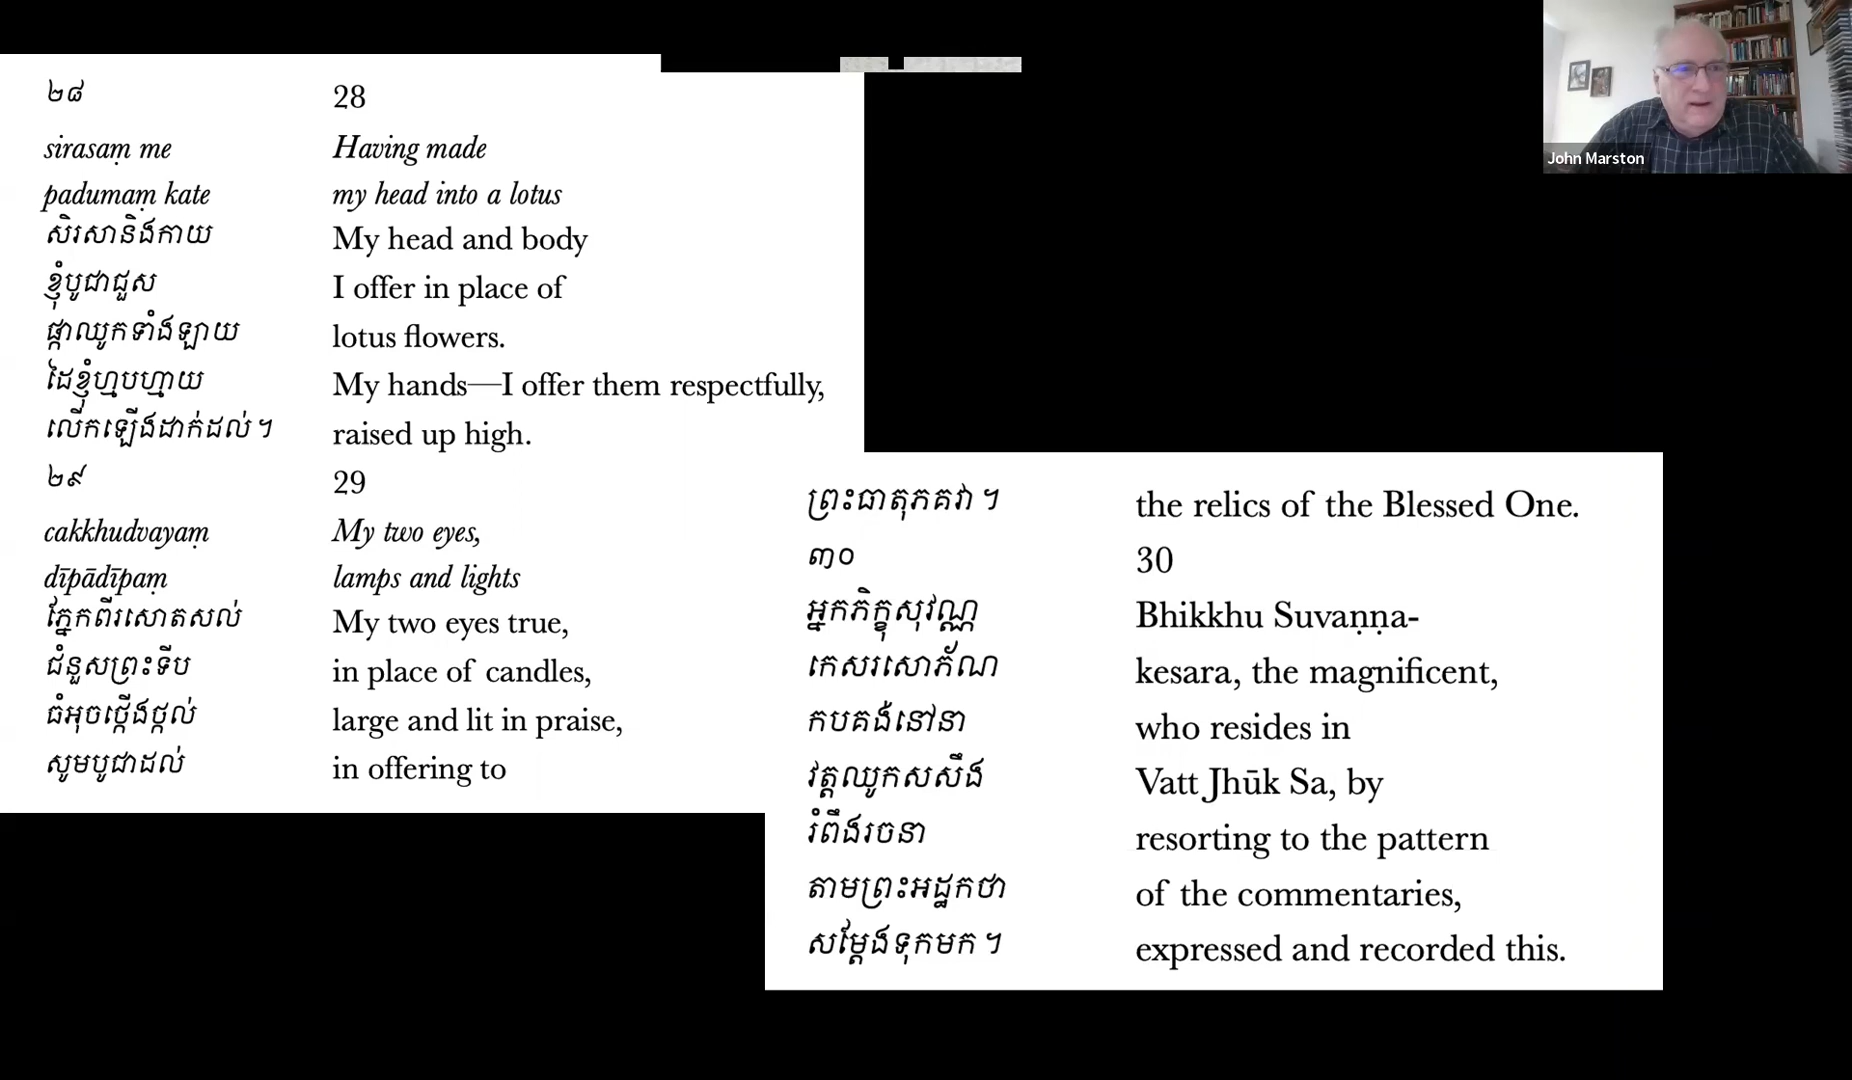 ២៨ 28
sirasaṃ me Having made
padumaṃ kate my head into a lotus
សិរសានិងកាយ My head and body
ខ្ញុំបូជាជួស I offer in place of
ផ្កាឈូកទាំងឡាយ lotus flowers.
ដៃខ្ញុំហ្មបហ្មាយ My hands—I offer them respectfully,
លើកឡើងដាក់ដល់ ។ raised up high.
២៩ 29
cakkhudvayaṃ My two eyes,
dīpādīpaṃ lamps and lights
ភ្នែកពីរសោតសល់ My two eyes true,
ជំនួសព្រះទីប in place of candles,
ធំអុចថ្កើងថ្កល់ large and lit in praise,
សូមបូជាដល់ in offering to
ព្រះធាតុភគវា ។ the relics of the Blessed One.
៣០ 30
អ្នកភិក្ខុសុវណ្ណ Bhikkhu Suvaṇṇa-
កេសរសោភ័ណ kesara, the magnificent,
កបគង់នៅនា who resides in
វត្តឈូកសសឹង Vatt Jhūk Sa, by
រំពឹងរចនា resorting to the pattern
តាមព្រះអដ្ឋកថា of the commentaries,
សម្ដែងទុកមក ។ expressed and recorded this.
John Marston